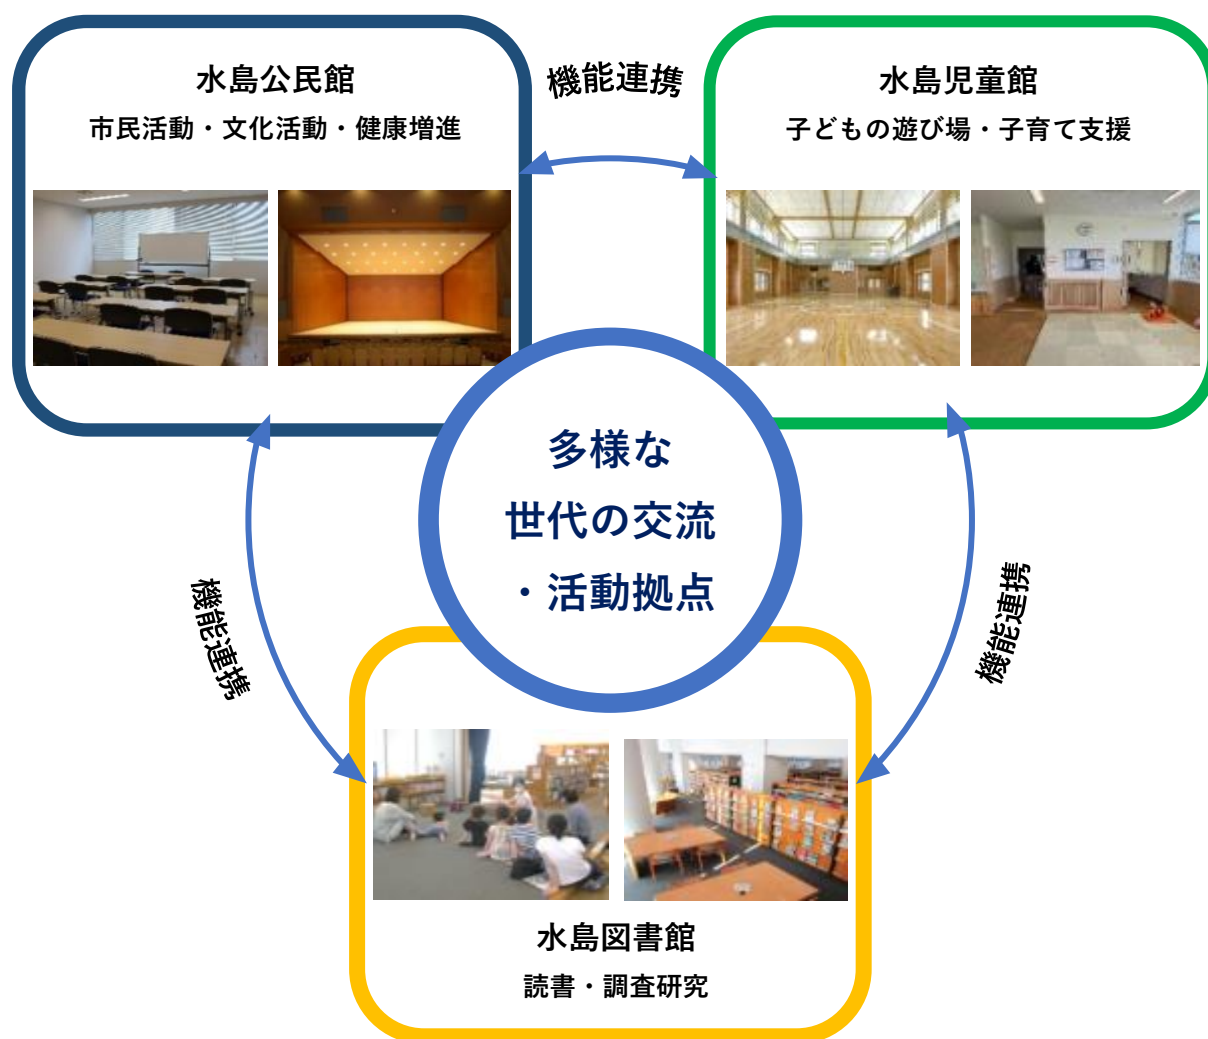 水島公民館
市民活動・文化活動・健康増進
機能連携
水島児童館
子どもの遊び場・子育て支援
多様な
世代の交流
・活動拠点
機能連携
機能連携
水島図書館
読書・調査研究